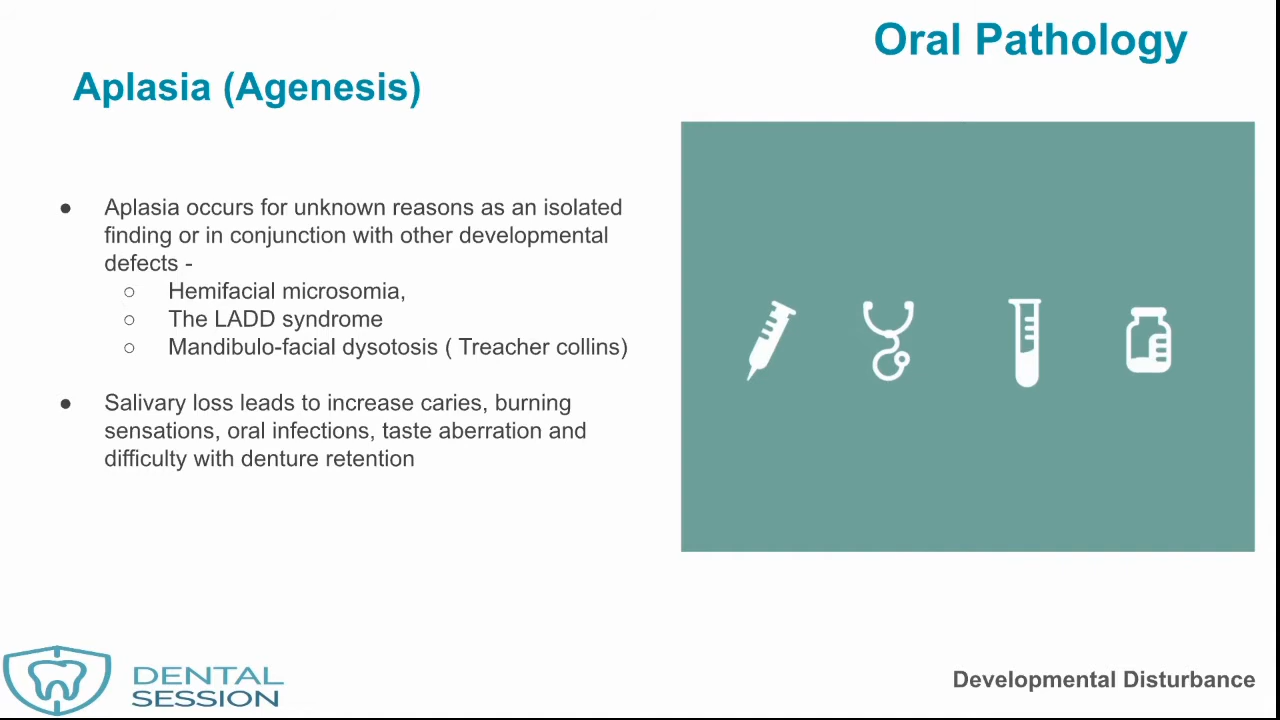 Oral Pathology
Aplasia (Agenesis)
● Aplasia occurs for unknown reasons as an isolated
finding or in conjunction with other developmental
defects -
○ Hemifacial microsomia,
○ The LADD syndrome
○ Mandibulo-facial dysotosis ( Treacher collins)
● Salivary loss leads to increase caries, burning
sensations, oral infections, taste aberration and
difficulty with denture retention
DENTAL
SESSION
Developmental Disturbance